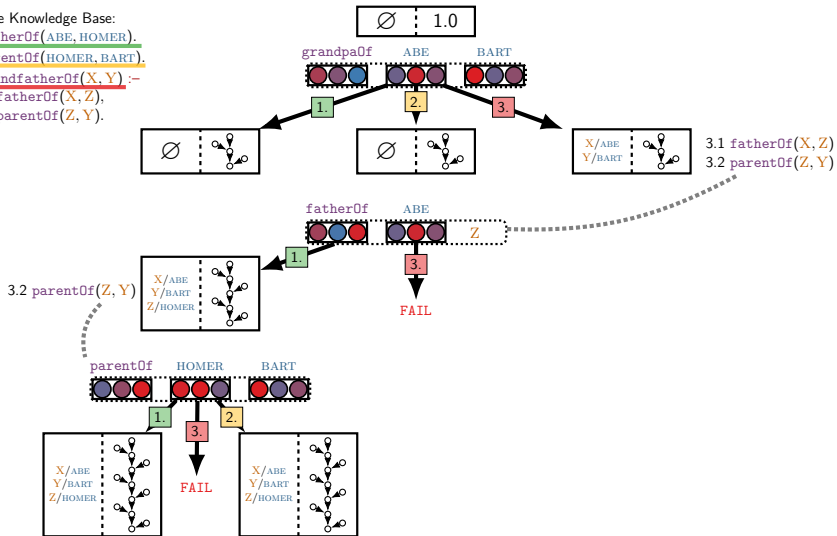 e Knowledge Base:
herOf(ABE, HOMER).
entOf(HOMER, BART).
andfatherOf(X, Y) :–
fatherOf(X, Z),
parentOf(Z, Y).
∅ 1.0
grandpaOf ABE BART
1. 2. 3.
∅ ∅ X/ABE
Y/BART
3.1 fatherOf(X, Z)
3.2 parentOf(Z, Y)
fatherOf ABE Z
1. 3.
X/ABE
Y/BART
Z/HOMER
FAIL
3.2 parentOf(Z, Y)
parentOf HOMER BART
1. 3. 2.
X/ABE
Y/BART
Z/HOMER
FAIL
X/ABE
Y/BART
Z/HOMER